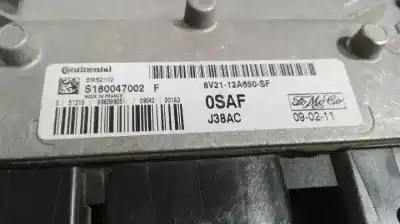 Continental
S180047002 F
MADE IN FRANCE
8V21-12A650-SF
0SAF
FoMoCo
J38AC
09-02-11